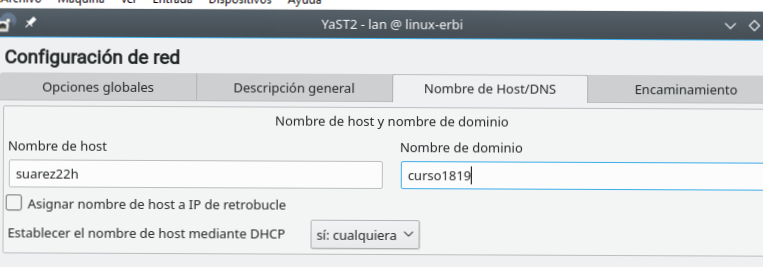 Archivo Máquina Ver Entrada Dispositivos Ayuda
YaST2 - lan @ linux-erbi
Configuración de red
Opciones globales Descripción general Nombre de Host/DNS Encaminamiento
Nombre de host y nombre de dominio
Nombre de host Nombre de dominio
suarez22h curso1819
Asignar nombre de host a IP de retrobucle
Establecer el nombre de host mediante DHCP sí: cualquiera